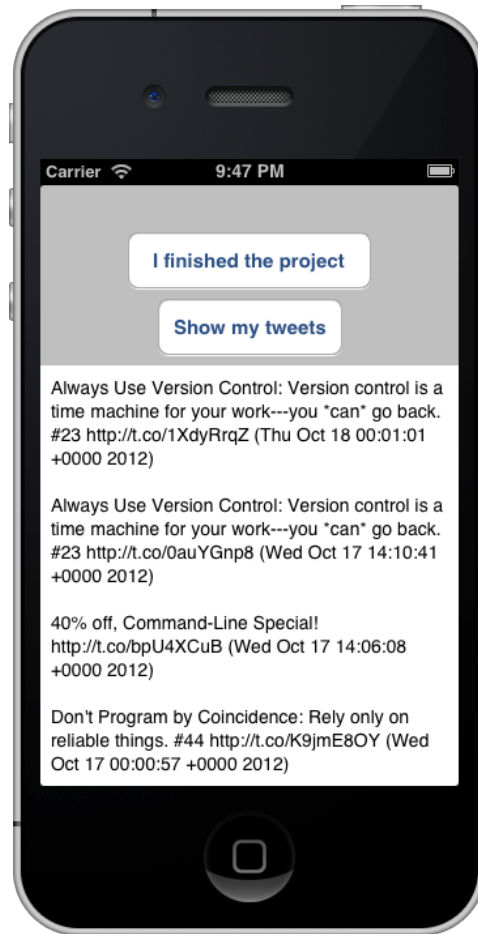 Carrier 9:47 PM
I finished the project
Show my tweets
Always Use Version Control: Version control is a
time machine for your work---you *can* go back.
#23 http://t.co/1XdyRrqZ (Thu Oct 18 00:01:01
+0000 2012)
Always Use Version Control: Version control is a
time machine for your work---you *can* go back.
#23 http://t.co/0auYGnp8 (Wed Oct 17 14:10:41
+0000 2012)
40% off, Command-Line Special!
http://t.co/bpU4XCuB (Wed Oct 17 14:06:08
+0000 2012)
Don't Program by Coincidence: Rely only on
reliable things. #44 http://t.co/K9jmE8OY (Wed
Oct 17 00:00:57 +0000 2012)